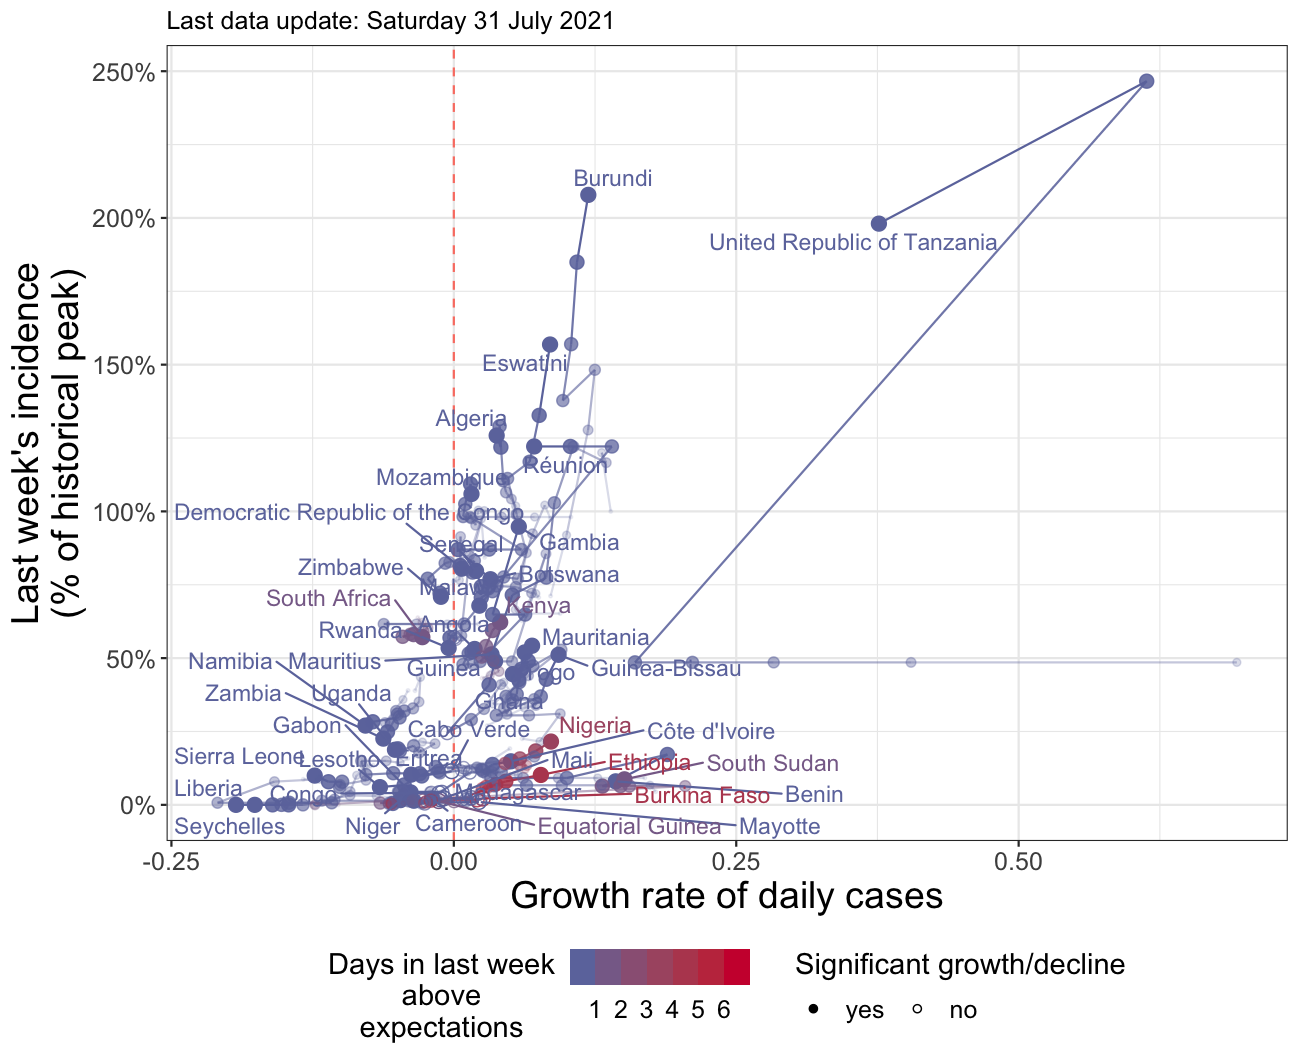 Last data update: Saturday 31 July 2021
Last week's incidence
(% of historical peak)
250%
200%
150%
100%
50%
0%
Burundi
United Republic of Tanzania
Eswatini
Algeria
Réunion
Mozambique
Democratic Republic of the Congo
Senegal
Gambia
Zimbabwe
Botswana
Malawi
South Africa
Kenya
Rwanda
Angola
Mauritania
Namibia
Mauritius
Guinea
Togo
Guinea-Bissau
Zambia
Uganda
Ghana
Gabon
Cabo Verde
Nigeria
Côte d'Ivoire
Sierra Leone
Lesotho
Eritrea
Mali
Ethiopia
South Sudan
Liberia
Congo
Madagascar
Burkina Faso
Benin
Seychelles
Niger
Cameroon
Equatorial Guinea
Mayotte
-0.25
0.00
0.25
0.50
Growth rate of daily cases
Days in last week
above
expectations
1 2 3 4 5 6
Significant growth/decline
yes
no